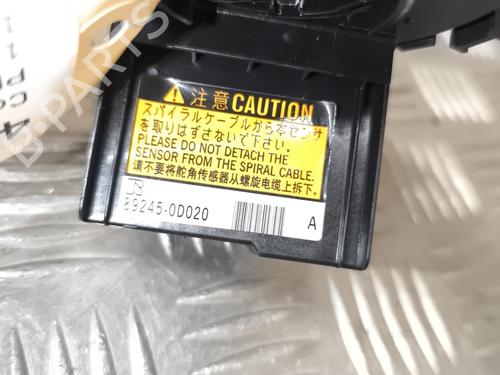 注意 CAUTION
スパイラルケーブルから本センサ
を取りはずさないで下さい。
PLEASE DO NOT DETACH THE
SENSOR FROM THE SPIRAL CABLE.
请不要将舵角传感器从螺旋电缆上拆下。
89245-0D020
A